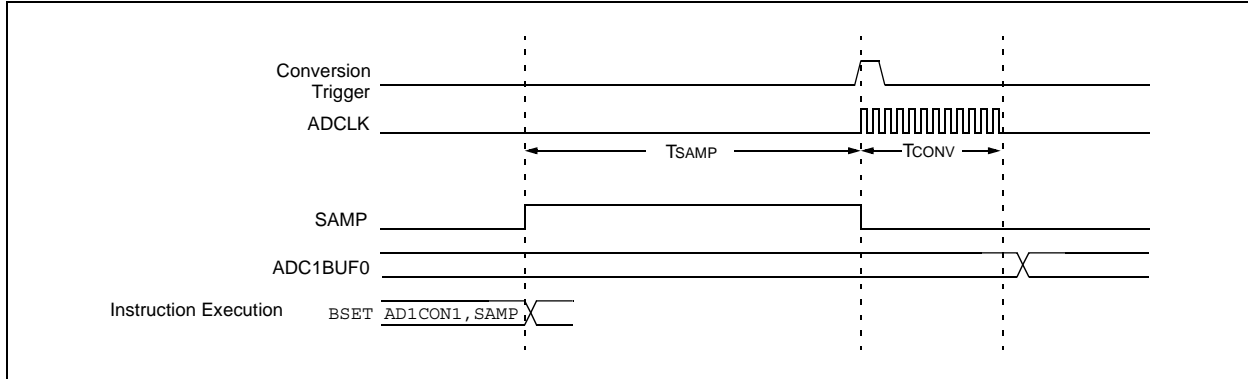 Conversion
Trigger
ADCLK
TSAMP
TCONV
SAMP
ADC1BUF0
Instruction Execution
BSET AD1CON1,SAMP